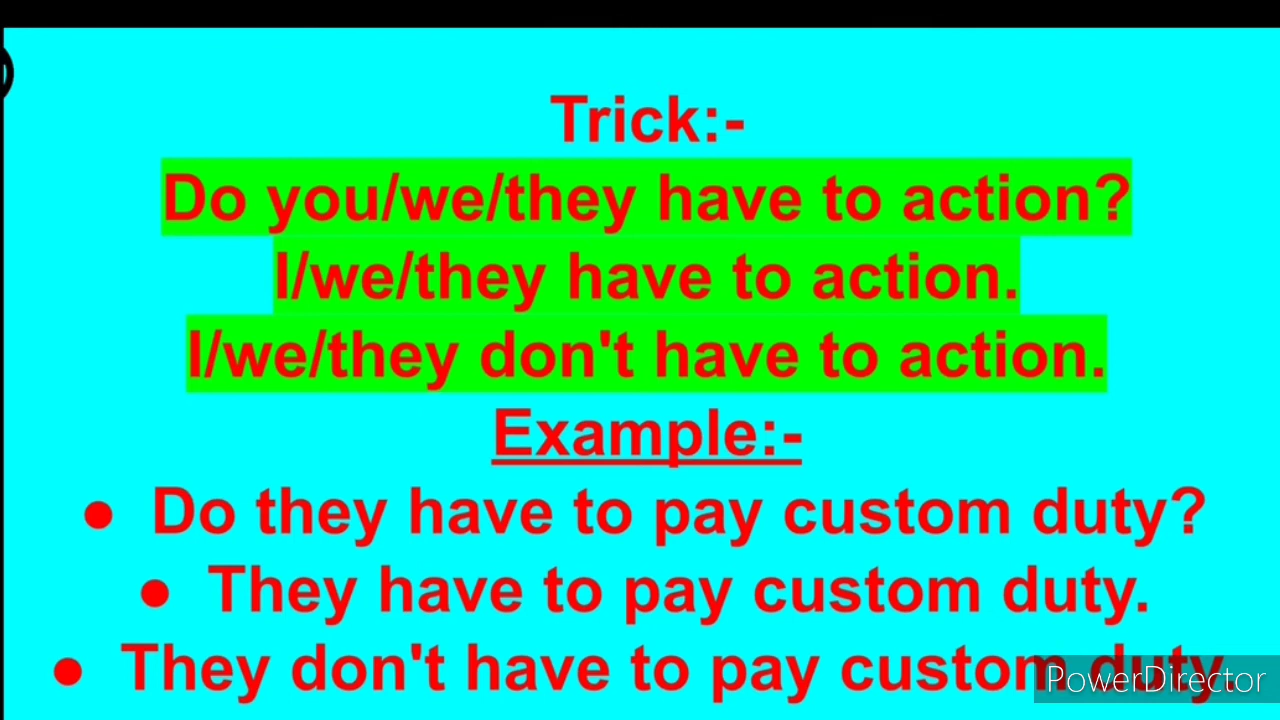 Trick:-
Do you/we/they have to action?
I/we/they have to action.
I/we/they don't have to action.
Example:-
● Do they have to pay custom duty?
● They have to pay custom duty.
● They don't have to pay custom duty.
PowerDirector